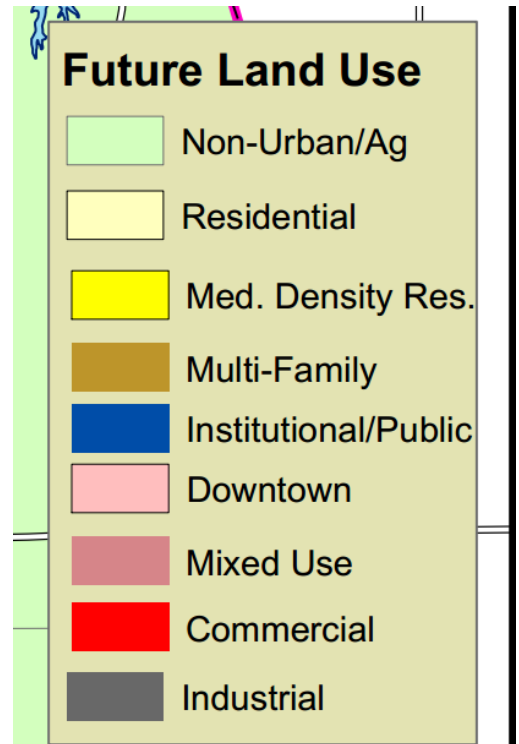 Future Land Use
Non-Urban/Ag
Residential
Med. Density Res.
Multi-Family
Institutional/Public
Downtown
Mixed Use
Commercial
Industrial